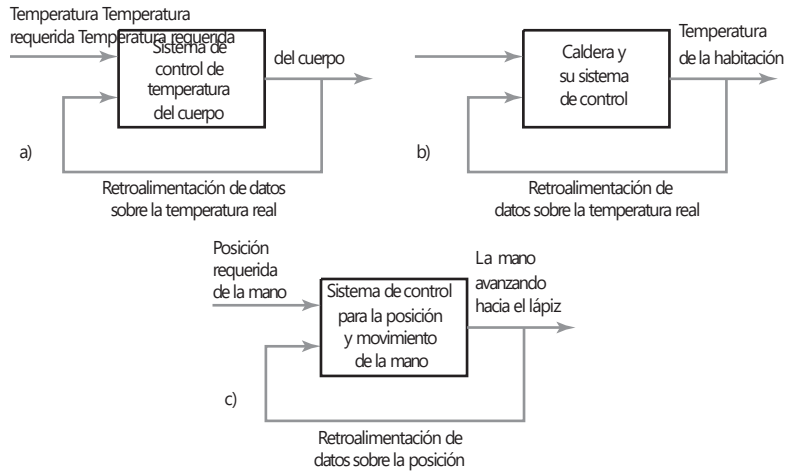 Temperatura Temperatura
requerida Temperatura requerida
Sistema de
control de
temperatura
del cuerpo
del cuerpo
a)
Retroalimentación de datos
sobre la temperatura real
Caldera y
su sistema
de control
Temperatura
de la habitación
b)
Retroalimentación de
datos sobre la temperatura real
Posición
requerida
de la mano
Sistema de control
para la posición
y movimiento
de la mano
La mano
avanzando
hacia el lápiz
c)
Retroalimentación de
datos sobre la posición